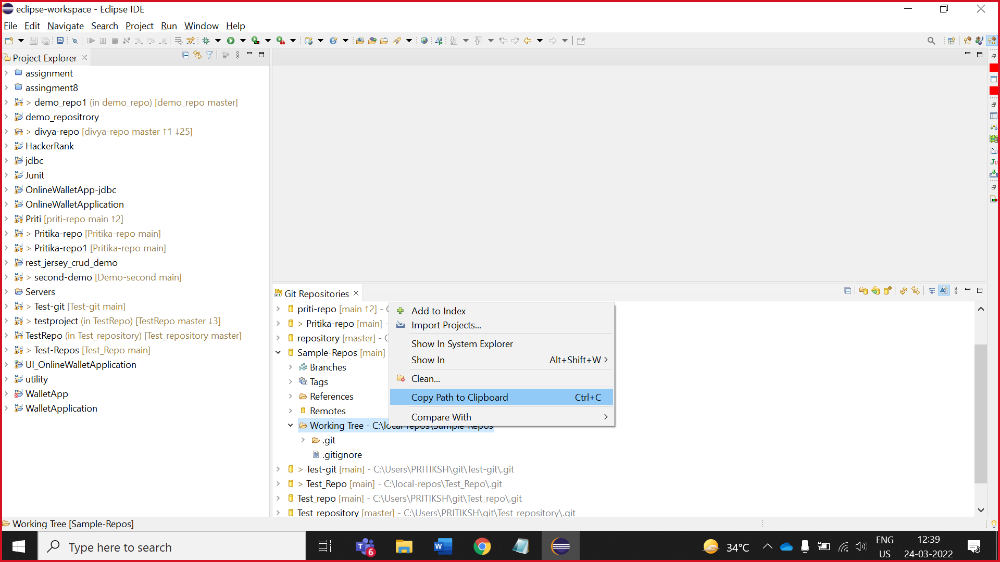 eclipse-workspace - Eclipse IDE
File Edit Navigate Search Project Run Window Help
Project Explorer
assignment
assingment8
> demo_repo1 (in demo_repo) [demo_repo master]
demo_repositrory
> divya-repo [divya-repo master ↑1 ↓25]
HackerRank
jdbc
Junit
OnlineWalletApp-jdbc
OnlineWalletApplication
Priti [priti-repo main ↑2]
> Pritika-repo [Pritika-repo main]
> Pritika-repo1 [Pritika-repo main]
rest_jersey_crud_demo
> second-demo [Demo-second main]
Servers
> Test-git [Test-git main]
> testproject (in TestRepo) [TestRepo master ↓3]
TestRepo (in Test_repository) [Test_repository master]
> Test-Repos [Test_Repo main]
UI_OnlineWalletApplication
utility
WalletApp
WalletApplication
Git Repositories
priti-repo [main ↑2] - C
> Pritika-repo [main] -
repository [master] - C
Sample-Repos [main]
Branches
Tags
References
Remotes
Working Tree - C:\local-repos\Sample-Repos
.git
.gitignore
> Test-git [main] - C:\Users\PRITIKSH\git\Test-git\.git
> Test_Repo [main] - C:\local-repos\Test_Repo\.git
Test_repo [main] - C:\Users\PRITIKSH\git\Test_repo\.git
Test_repository [master] - C:\Users\PRITIKSH\git\Test_repository\.git
Add to Index
Import Projects...
Show In System Explorer
Show In Alt+Shift+W >
Clean...
Copy Path to Clipboard Ctrl+C
Compare With >
Working Tree [Sample-Repos]
Type here to search
6
34°C
ENG
US
12:39
24-03-2022